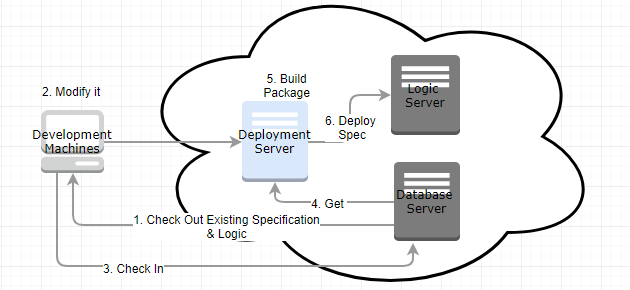 5. Build
Package
2. Modify it
Logic
Server
6. Deploy
Spec
Development
Machines
Deployment
Server
4. Get
Database
Server
1. Check Out Existing Specification
& Logic
3. Check In